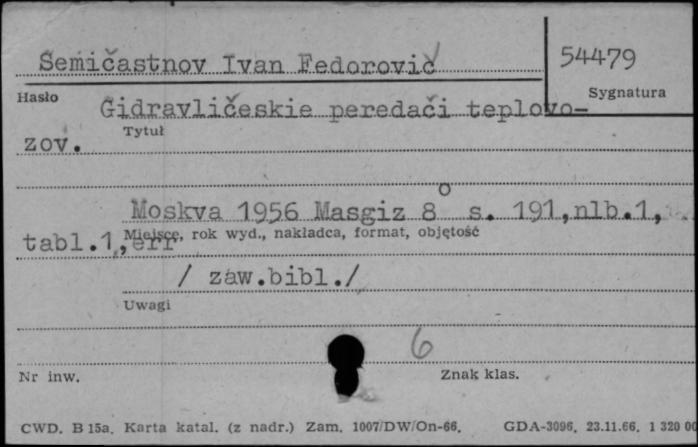 Semičastnov Ivan Fedorovič 54479
Hasło Sygnatura
Gidravličeskie peredači teplovo-
Tytuł
zov.
Moskva 1956 Masgiz 8° s. 191,nlb.1,
Miejsce, rok wyd., nakładca, format, objętość
tabl.1,err
/ zaw.bibl./
Uwagi
6
Nr inw. Znak klas.
CWD. B 15a. Karta katal. (z nadr.) Zam. 1007/DW/On-66. GDA-3096. 23.11.66. 1 320